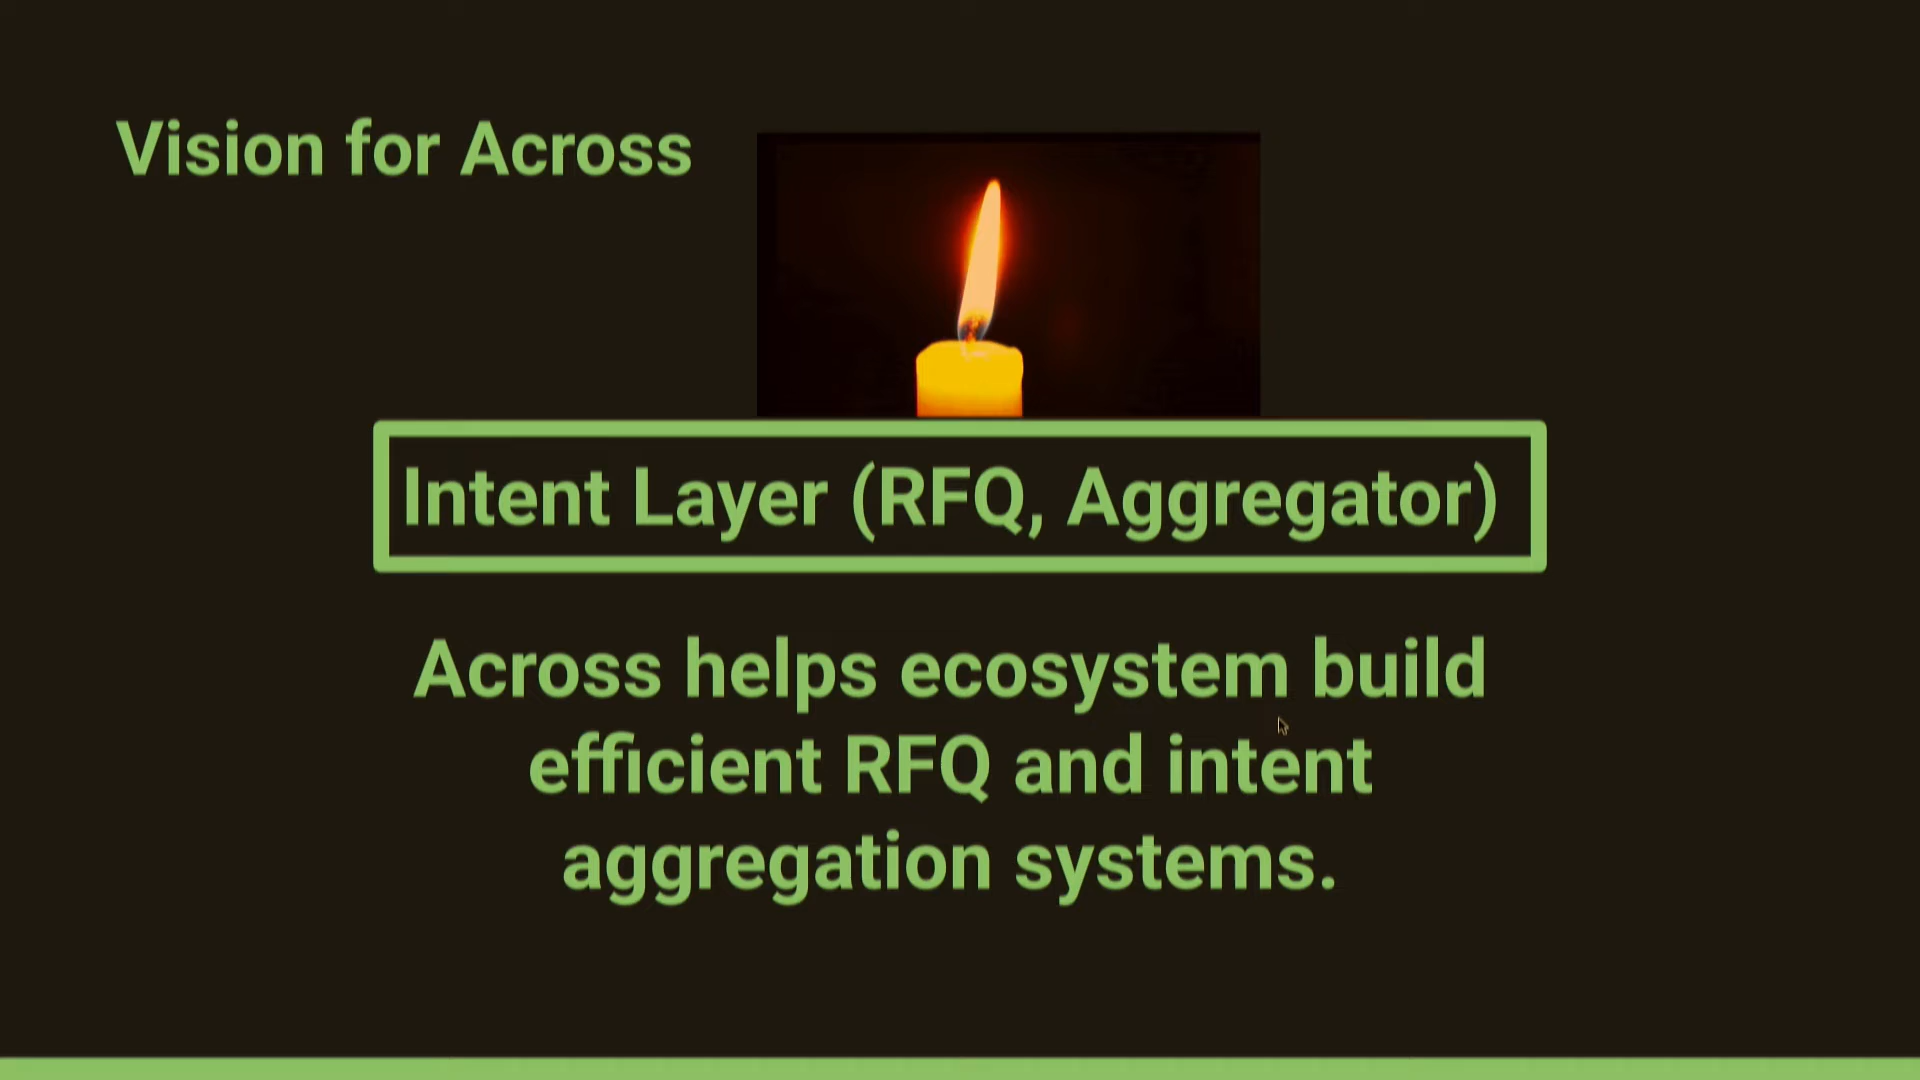 Vision for Across
Intent Layer (RFQ, Aggregator)
Across helps ecosystem build
efficient RFQ and intent
aggregation systems.